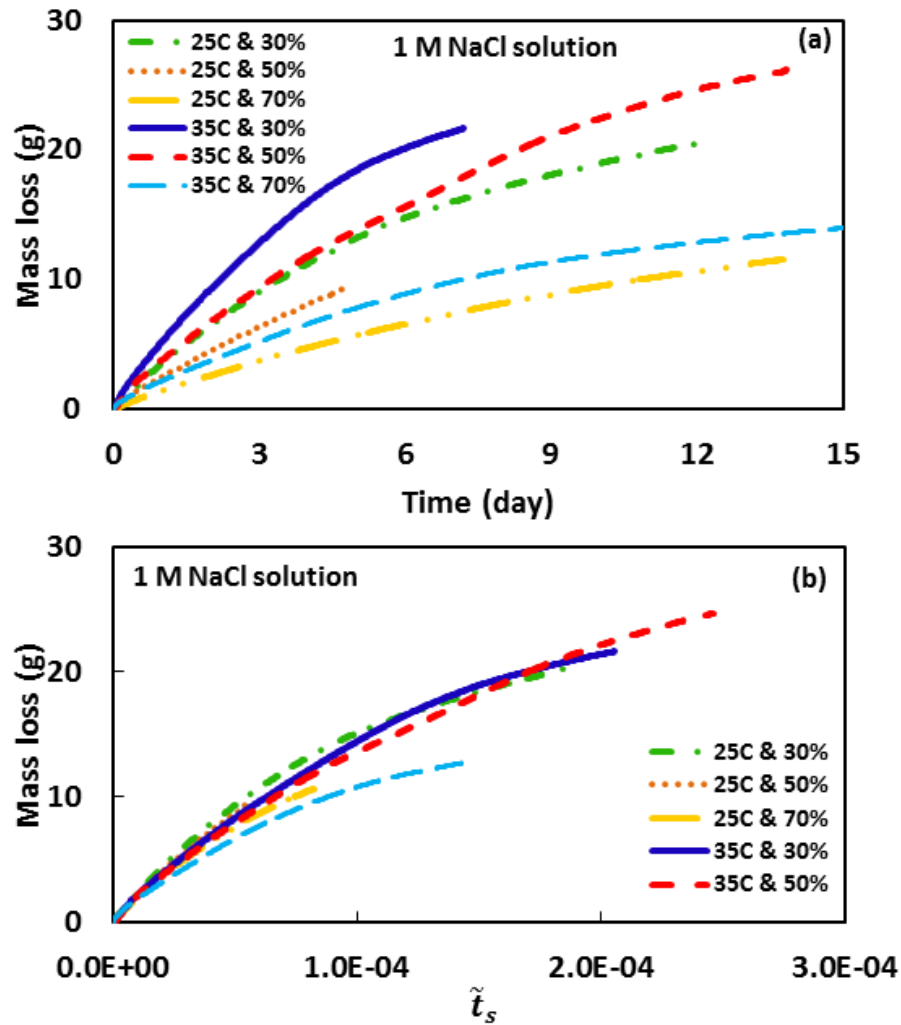 30
(a)
1 M NaCl solution
25C & 30%
25C & 50%
25C & 70%
35C & 30%
35C & 50%
35C & 70%
20
10
0
Mass loss (g)
0 3 6 9 12 15
Time (day)
30
1 M NaCl solution (b)
20
10
0
Mass loss (g)
25C & 30%
25C & 50%
25C & 70%
35C & 30%
35C & 50%
0.0E+00 1.0E-04 2.0E-04 3.0E-04
t̃ₛ